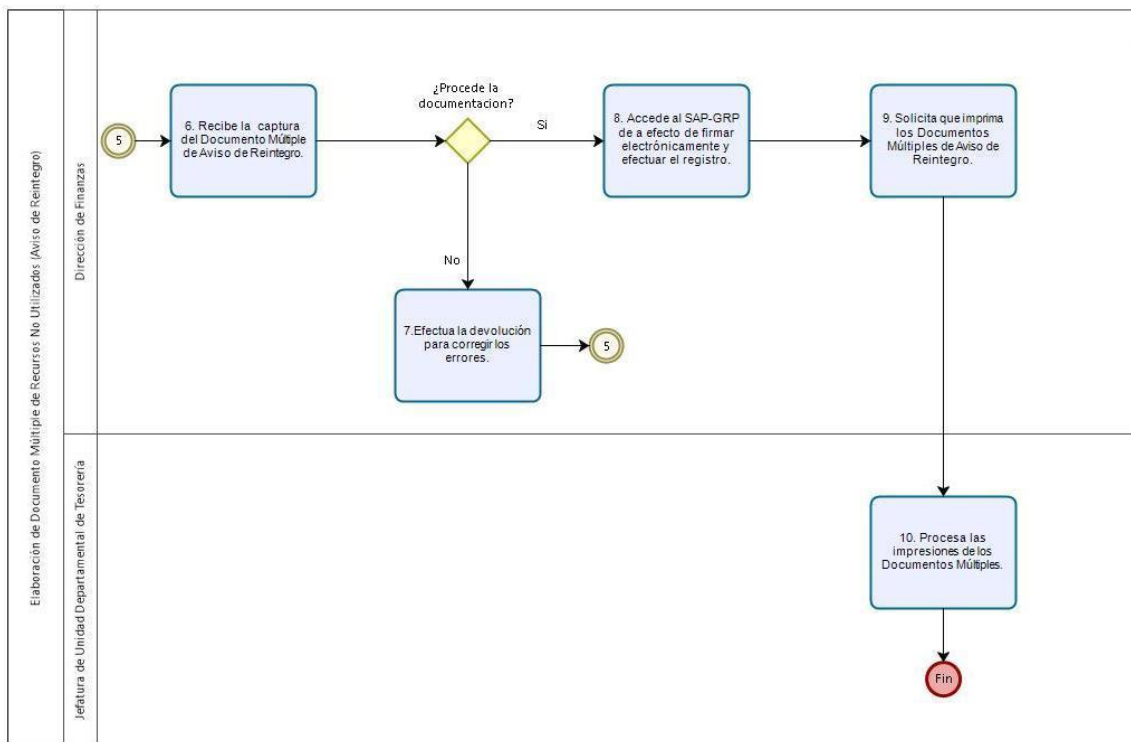 Elaboración de Documento Múltiple de Recursos No Utilizados (Aviso de Reintegro)
Dirección de Finanzas
5
6. Recibe la captura
del Documento Mútiple
de Aviso de Reintegro.
¿Procede la
documentacion?
Si
8. Accede al SAP-GRP
de a efecto de firmar
electrónicamente y
efectuar el registro.
9. Solicita que imprima
los Documentos
Múltiples de Aviso de
Reintegro.
No
7.Efectua la devolución
para corregir los
errores.
5
Jefatura de Unidad Departamental de Tesorería
10. Procesa las
impresiones de los
Documentos Múltiples.
Fin